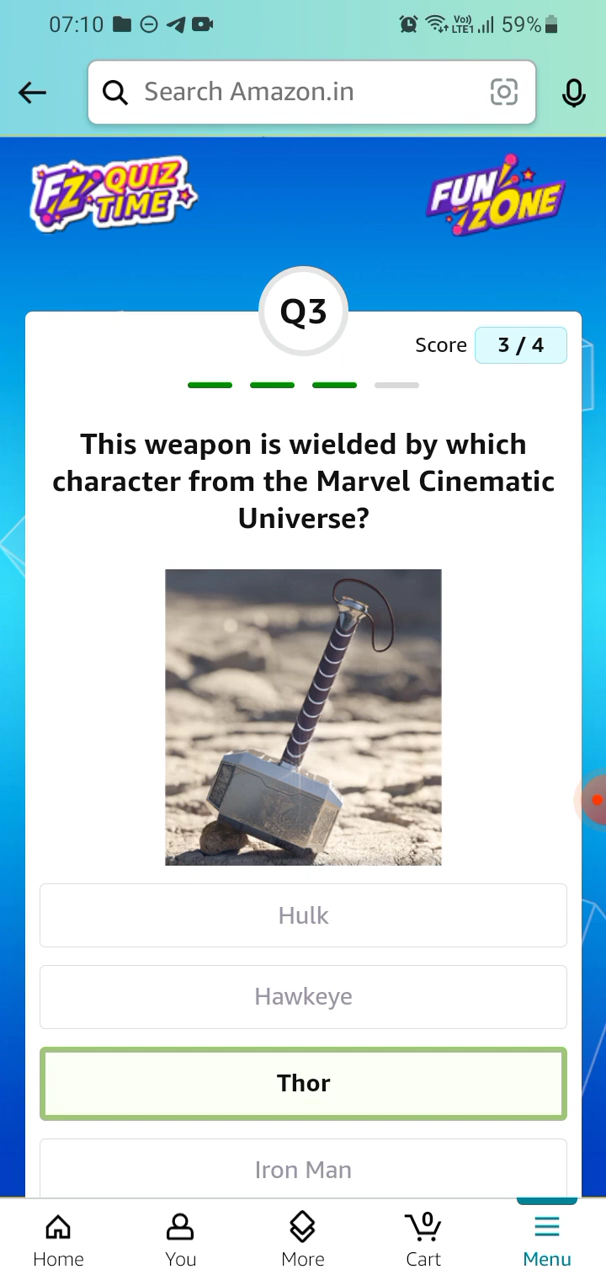 07:10
Vo))
LTE1
59%
Search Amazon.in
FZ QUIZ
TIME
FUN
ZONE
Q3
Score 3 / 4
This weapon is wielded by which
character from the Marvel Cinematic
Universe?
Hulk
Hawkeye
Thor
Iron Man
0
Home You More Cart Menu